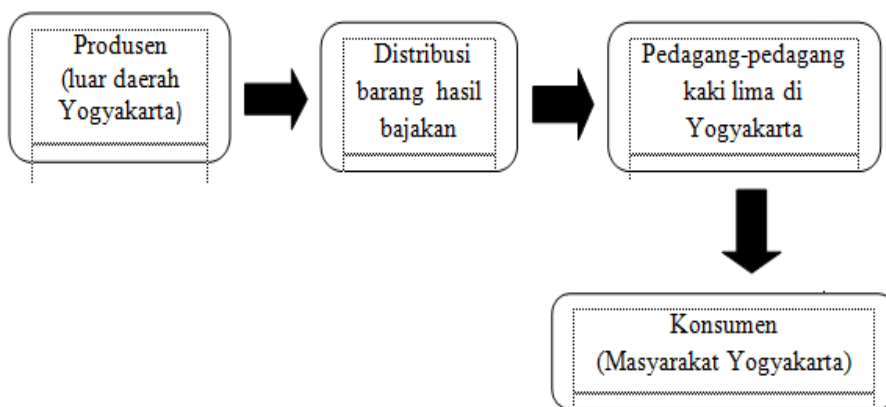 Produsen
(luar daerah
Yogyakarta)
Distribusi
barang hasil
bajakan
Pedagang-pedagang
kaki lima di
Yogyakarta
Konsumen
(Masyarakat Yogyakarta)